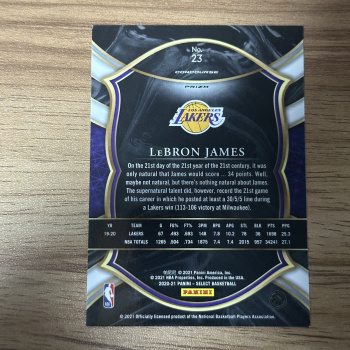 No.
23
CONCOURSE
PRIZM
LOS ANGELES
LAKERS
LEBRON JAMES
On the 21st day of the 21st year of the 21st century, it was
only natural that James would score ... 34 points. Well,
maybe not natural, but there's nothing natural about James.
The supernatural talent did, however, record the 21st game
of his career in which he posted at least a 30/5/5 line during
a Lakers win (113-106 victory at Milwaukee).
YR TEAM G FG% FT% 3PM RPG APG STL BLK PTS PPG
19-20 LAKERS 67 .493 .693 148 7.8 10.2 78 36 1698 25.3
NBA TOTALS 1265 .504 .734 1875 7.4 7.4 2015 957 34241 27.1
© 2021 Panini America, Inc.
© 2021 NBA Properties, Inc. Produced in the USA.
2020-21 PANINI - SELECT BASKETBALL
PANINI
NBA
© 2021 Officially licensed product of the National Basketball Players Association.